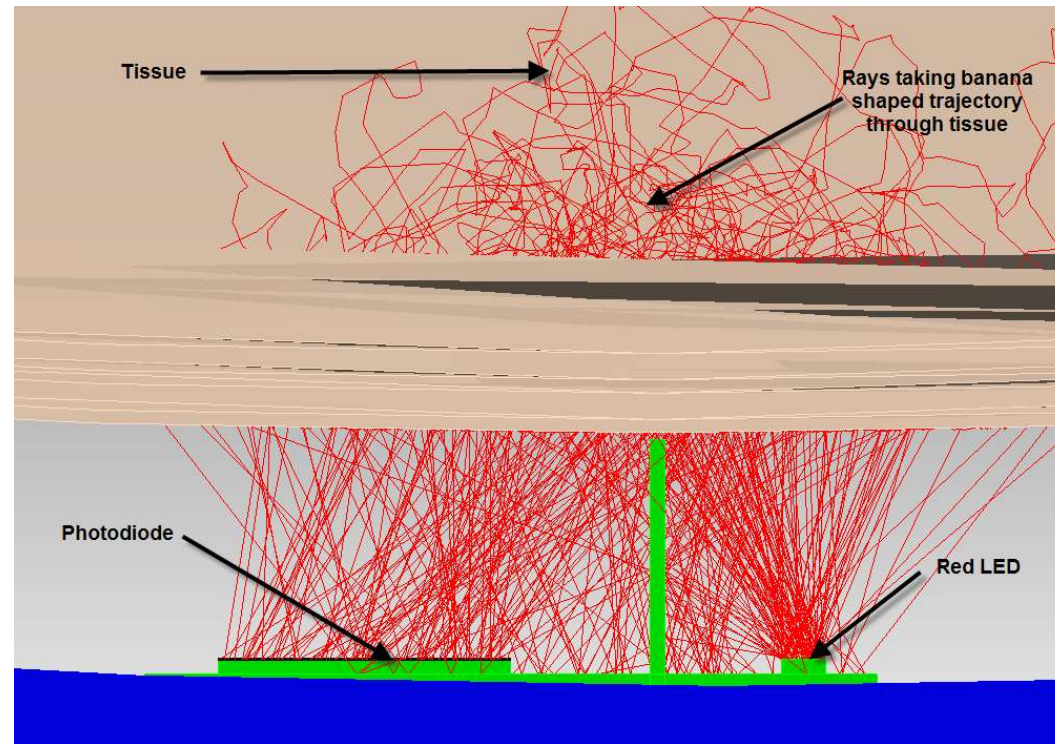 Tissue
Rays taking banana
shaped trajectory
through tissue
Photodiode
Red LED